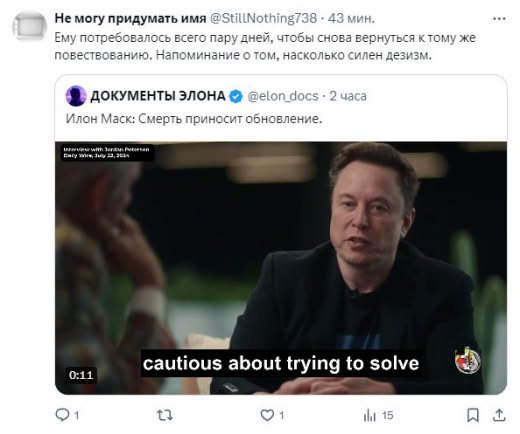 Не могу придумать имя @StillNothing738 · 43 мин.
Ему потребовалось всего пару дней, чтобы снова вернуться к тому же
повествованию. Напоминание о том, насколько силен дезизм.
ДОКУМЕНТЫ ЭЛОНА @elon_docs · 2 часа
Илон Маск: Смерть приносит обновление.
Interview with Jordan Peterson
Daily Wire, July 22, 2024
cautious about trying to solve
0:11
1 1 15